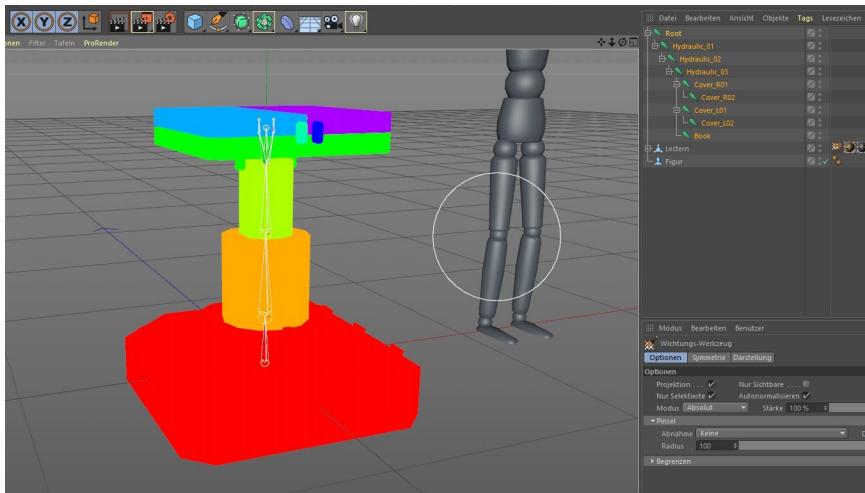 X Y Z
Datei Bearbeiten Ansicht Objekte Tags Lesezeichen
onen Filter Tafeln ProRender
Root
Hydraulic_01
Hydraulic_02
Hydraulic_03
Cover_R01
Cover_R02
Cover_L01
Cover_L02
Book
Lectern
Figur
Modus Bearbeiten Benutzer
Wichtungs-Werkzeug
Optionen Symmetrie Darstellung
Optionen
Projektion . . . Nur Sichtbare . . . .
Nur Selektierte Autonormalisieren
Modus Absolut Stärke 100 %
Pinsel
Abnahme Keine
Radius 100
Begrenzen